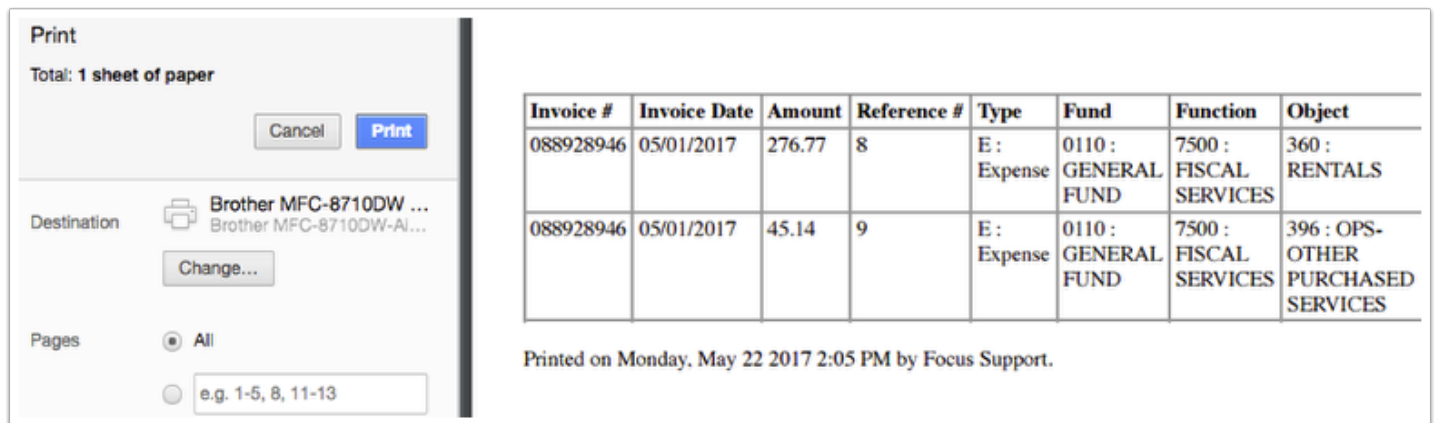 Print
Total: 1 sheet of paper
Cancel Print
Destination
Brother MFC-8710DW ...
Brother MFC-8710DW-Al...
Change...
Pages
All
e.g. 1-5, 8, 11-13
Invoice # Invoice Date Amount Reference # Type Fund Function Object
088928946 05/01/2017 276.77 8 E : 0110 : 7500 : 360 :
Expense GENERAL FISCAL RENTALS
FUND SERVICES
088928946 05/01/2017 45.14 9 E : 0110 : 7500 : 396 : OPS-
Expense GENERAL FISCAL OTHER
FUND SERVICES PURCHASED
SERVICES
Printed on Monday, May 22 2017 2:05 PM by Focus Support.